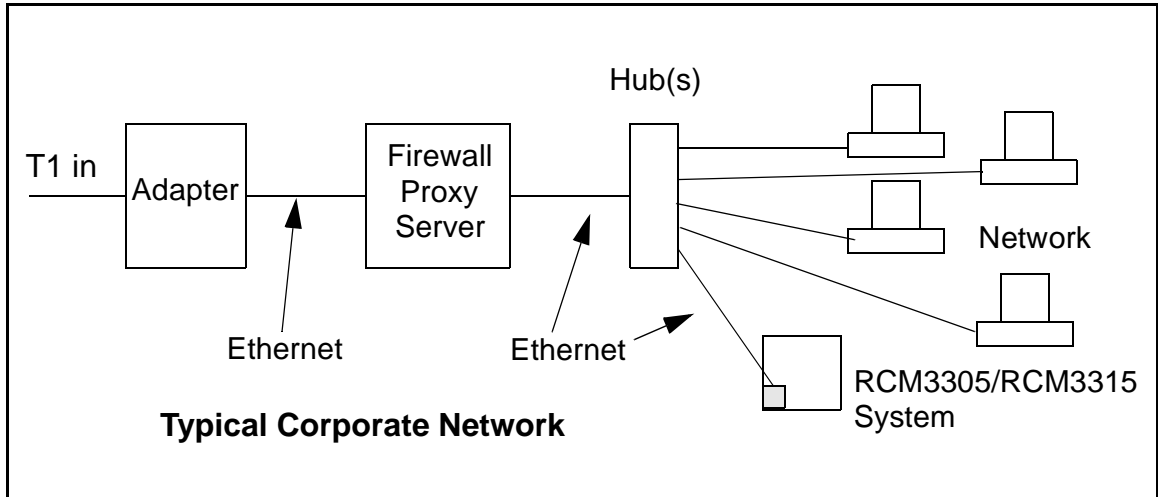 Hub(s)
T1 in
Adapter
Firewall
Proxy
Server
Network
Ethernet
Ethernet
RCM3305/RCM3315
System
Typical Corporate Network